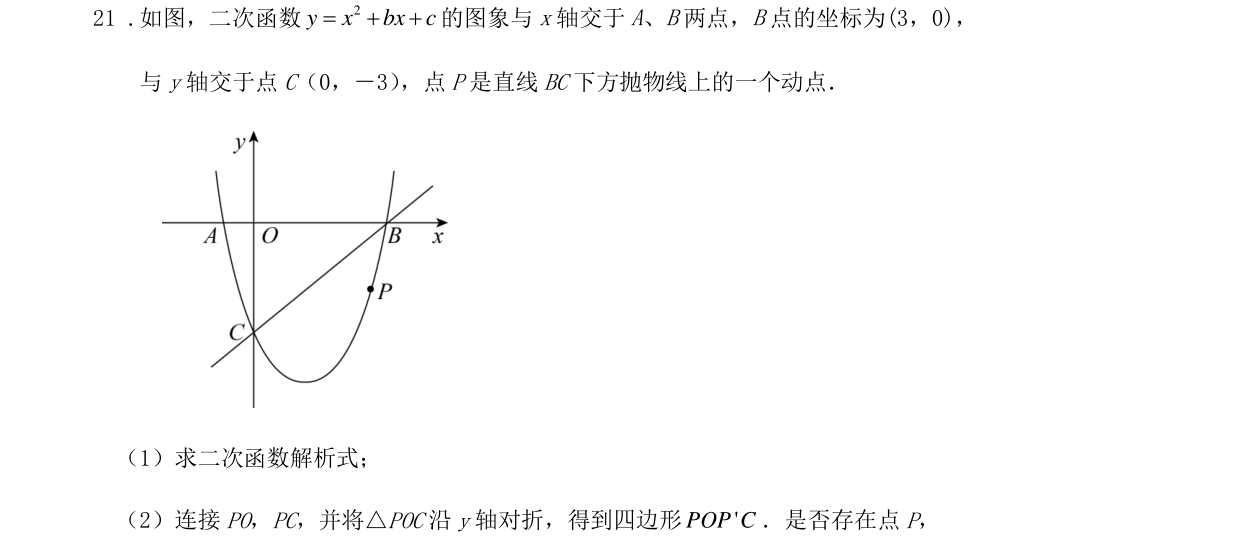 21 ．如图，二次函数 y = x² + bx + c 的图象与 x 轴交于 A、B 两点，B 点的坐标为(3，0)，
与 y 轴交于点 C（0，－3），点 P 是直线 BC 下方抛物线上的一个动点．
y
A
O
B
x
P
C
（1）求二次函数解析式；
（2）连接 PO，PC，并将△POC 沿 y 轴对折，得到四边形 POP'C ．是否存在点 P，